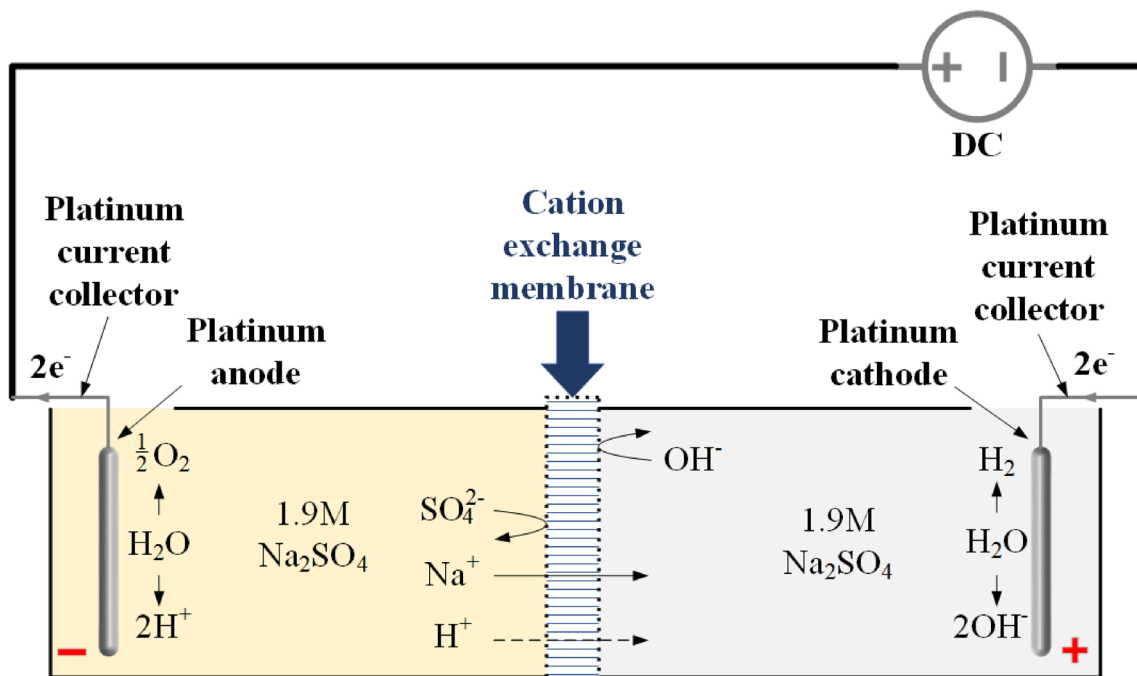 + I
DC
Platinum
current
collector
Cation
exchange
membrane
Platinum
current
collector
Platinum
anode
Platinum
cathode
2e⁻
2e⁻
½O₂
H₂O
2H⁺
1.9M
Na₂SO₄
SO₄²⁻
Na⁺
H⁺
OH⁻
1.9M
Na₂SO₄
H₂
H₂O
2OH⁻
−
+